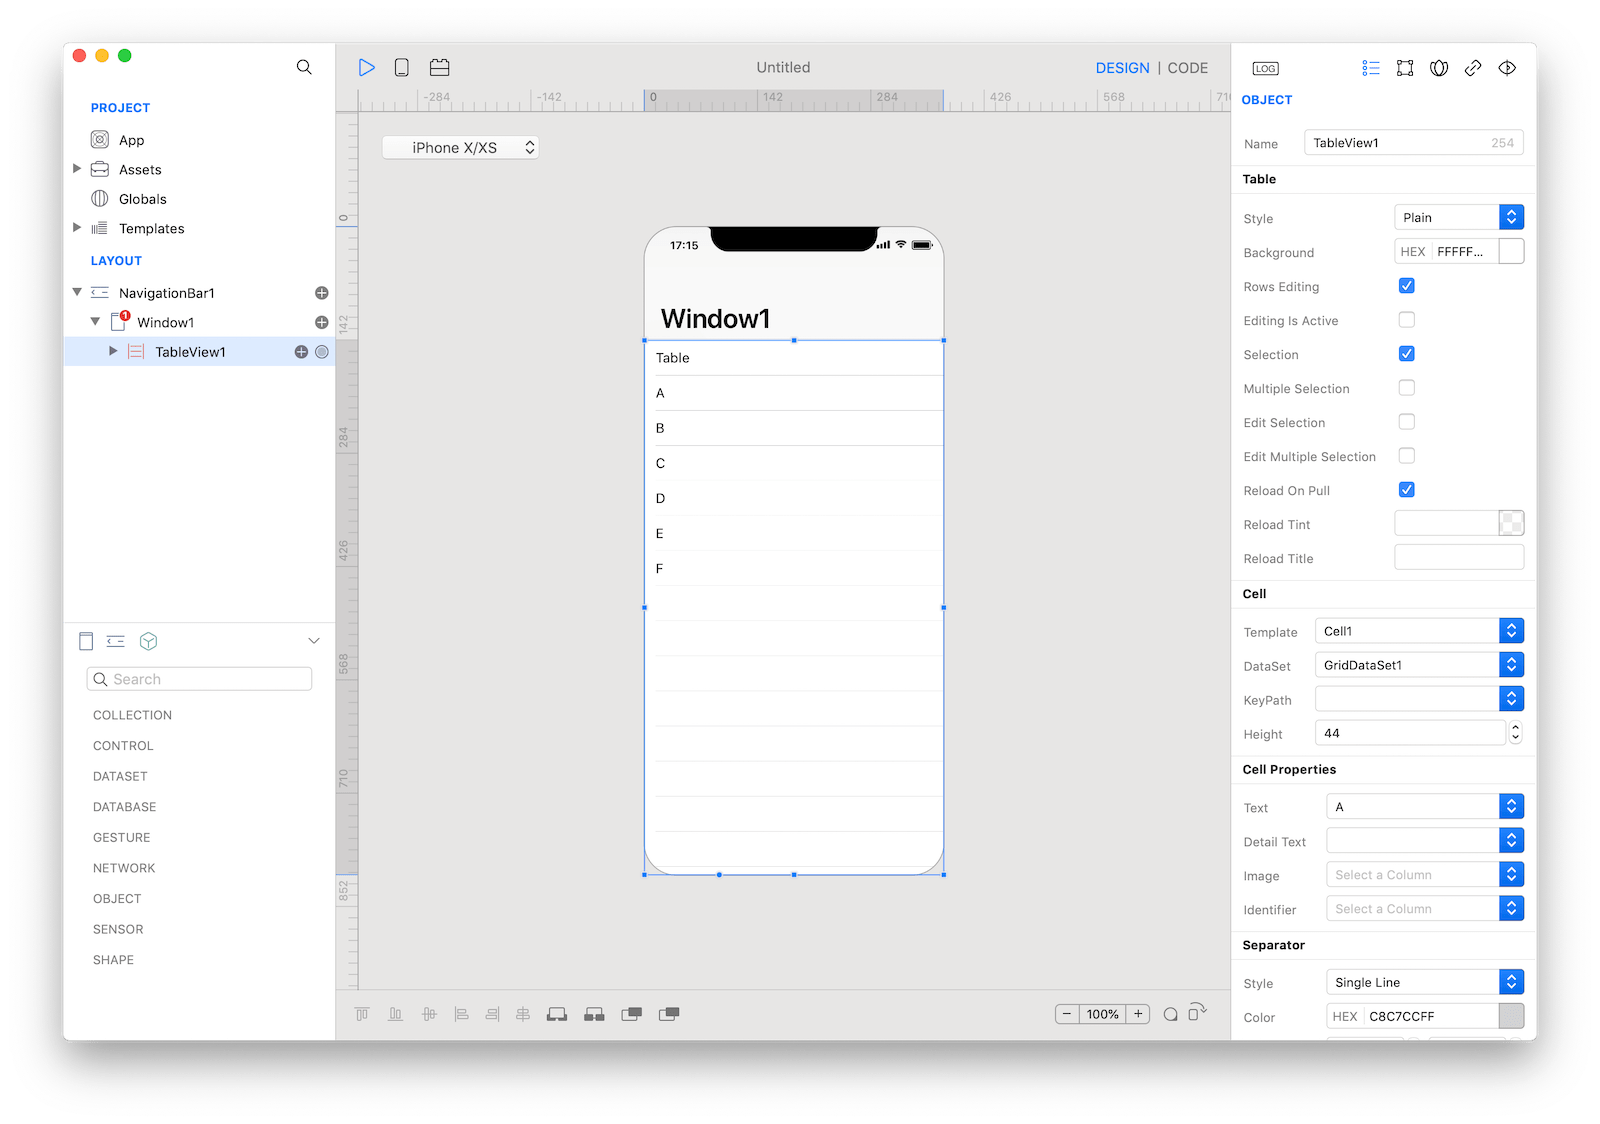 PROJECT
App
Assets
Globals
Templates
LAYOUT
NavigationBar1
1
Window1
TableView1
Search
COLLECTION
CONTROL
DATASET
DATABASE
GESTURE
NETWORK
OBJECT
SENSOR
SHAPE
Untitled
DESIGN | CODE
-284 -142 0 142 284 426 568
0
142
284
426
568
710
852
iPhone X/XS
17:15
Window1
Table
A
B
C
D
E
F
100%
LOG
OBJECT
Name TableView1 254
Table
Style Plain
Background HEX FFFFF...
Rows Editing
Editing Is Active
Selection
Multiple Selection
Edit Selection
Edit Multiple Selection
Reload On Pull
Reload Tint
Reload Title
Cell
Template Cell1
DataSet GridDataSet1
KeyPath
Height 44
Cell Properties
Text A
Detail Text
Image Select a Column
Identifier Select a Column
Separator
Style Single Line
Color HEX C8C7CCFF